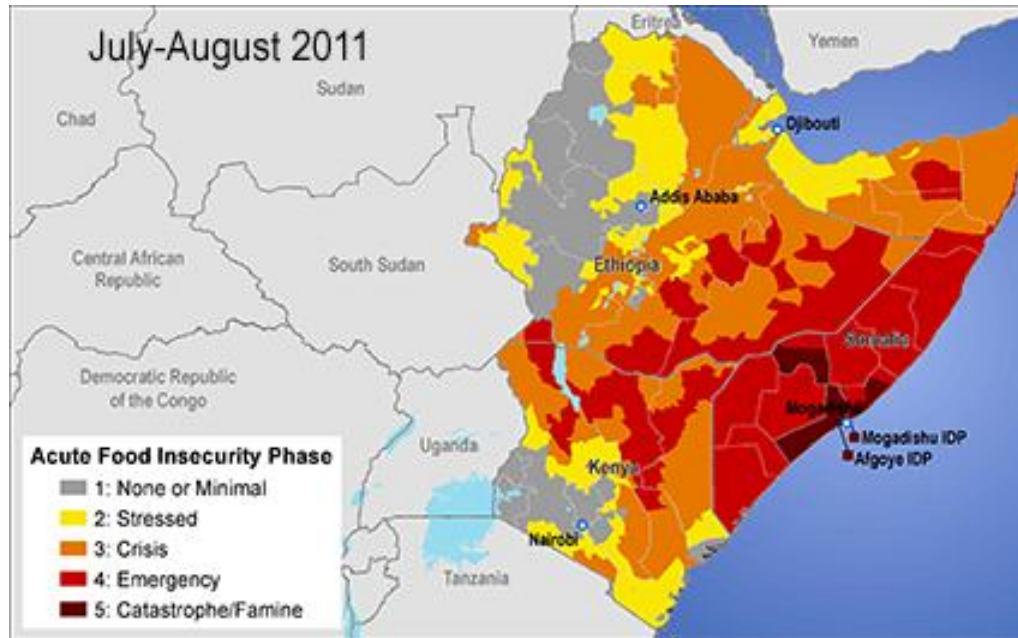 July-August 2011
Eritrea
Yemen
Sudan
Chad
Djibouti
Addis Ababa
Central African
Republic
South Sudan
Ethiopia
Somalia
Democratic Republic
of the Congo
Mogadishu
Mogadishu IDP
Afgoye IDP
Uganda
Kenya
Nairobi
Tanzania
Acute Food Insecurity Phase
1: None or Minimal
2: Stressed
3: Crisis
4: Emergency
5: Catastrophe/Famine